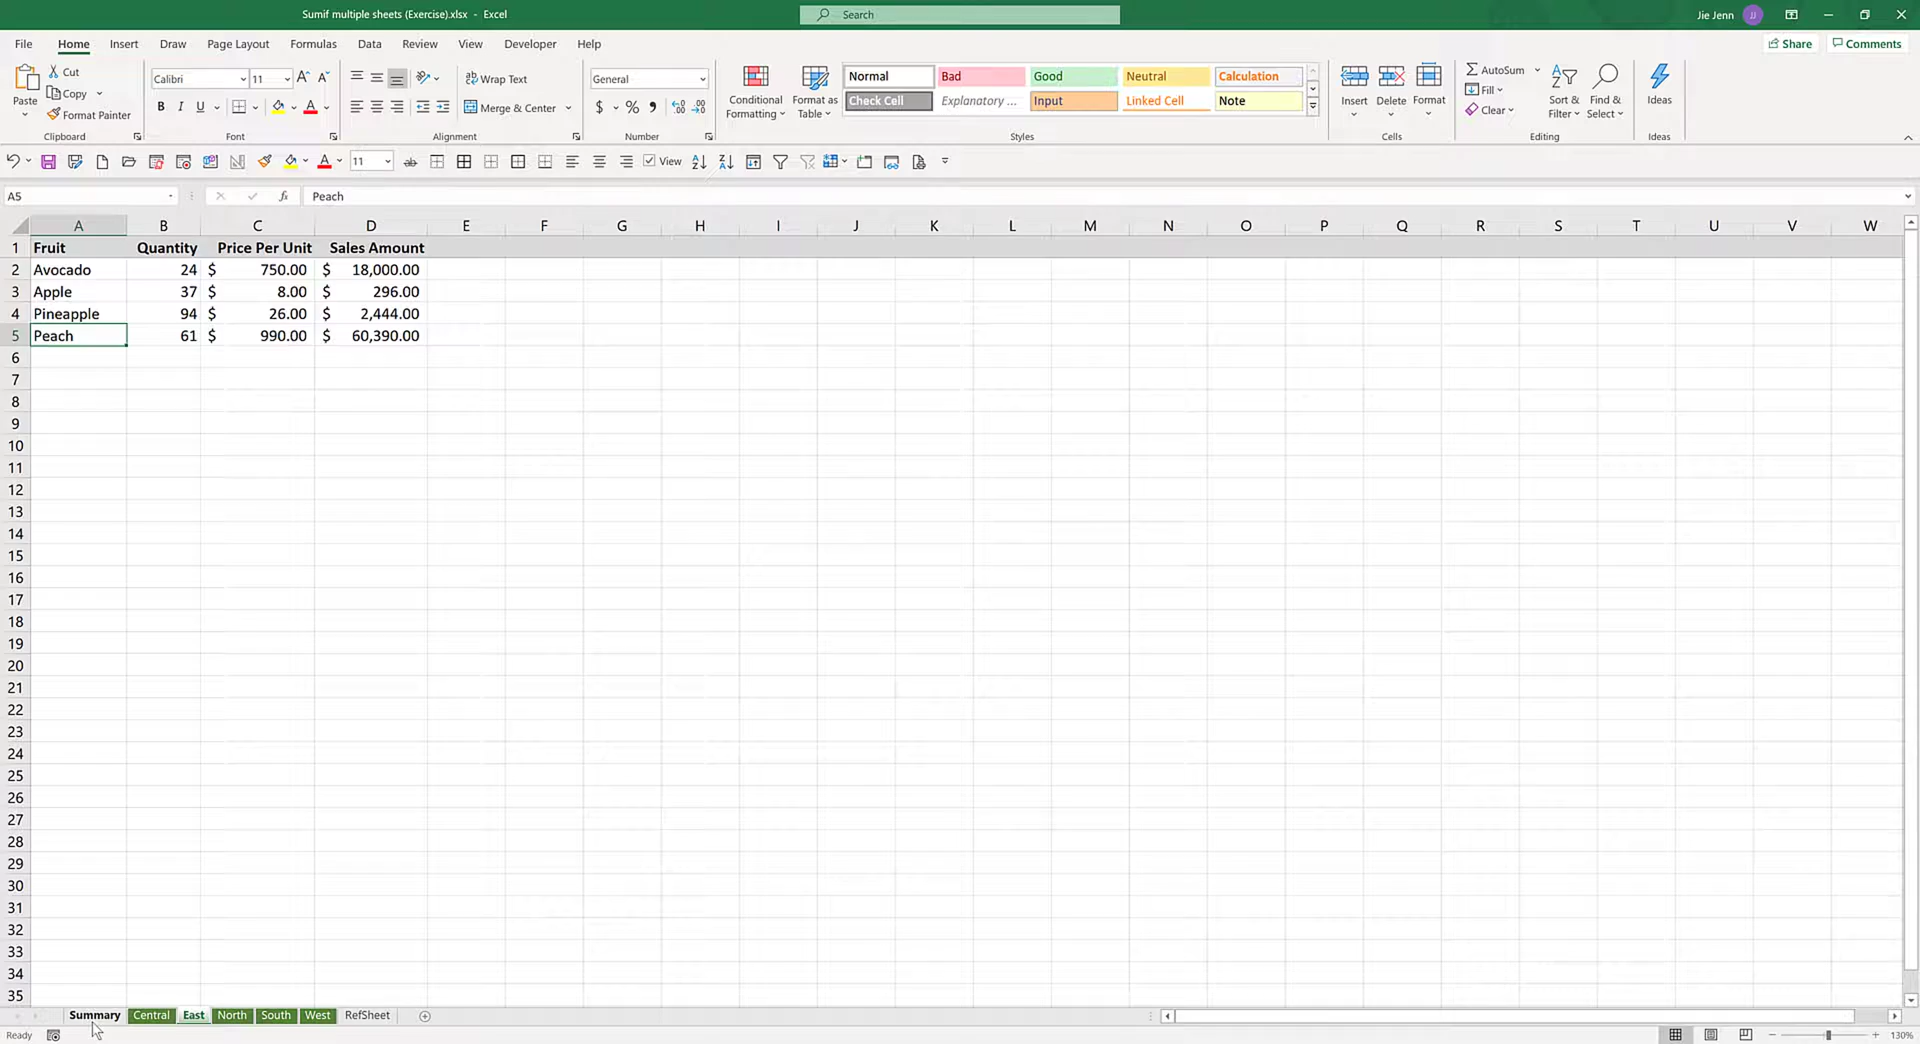 Sumif multiple sheets (Exercise).xlsx - Excel
Search
Jie Jenn JJ
File Home Insert Draw Page Layout Formulas Data Review View Developer Help
Share Comments
Paste
Cut
Copy
Format Painter
Clipboard
Calibri 11
B I U
Font
Wrap Text
Merge & Center
Alignment
General
$ % 9
Number
Conditional Formatting
Format as Table
Normal Bad Good Neutral Calculation
Check Cell Explanatory ... Input Linked Cell Note
Styles
Insert Delete Format
Cells
AutoSum
Fill
Clear
Sort & Filter
Find & Select
Editing
Ideas
Ideas
11
View
A5 fx Peach
A B C D E F G H I J K L M N O P Q R S T U V W
1 Fruit Quantity Price Per Unit Sales Amount
2 Avocado 24 $ 750.00 $ 18,000.00
3 Apple 37 $ 8.00 $ 296.00
4 Pineapple 94 $ 26.00 $ 2,444.00
5 Peach 61 $ 990.00 $ 60,390.00
6
7
8
9
10
11
12
13
14
15
16
17
18
19
20
21
22
23
24
25
26
27
28
29
30
31
32
33
34
35
Summary Central East North South West RefSheet
Ready
130%